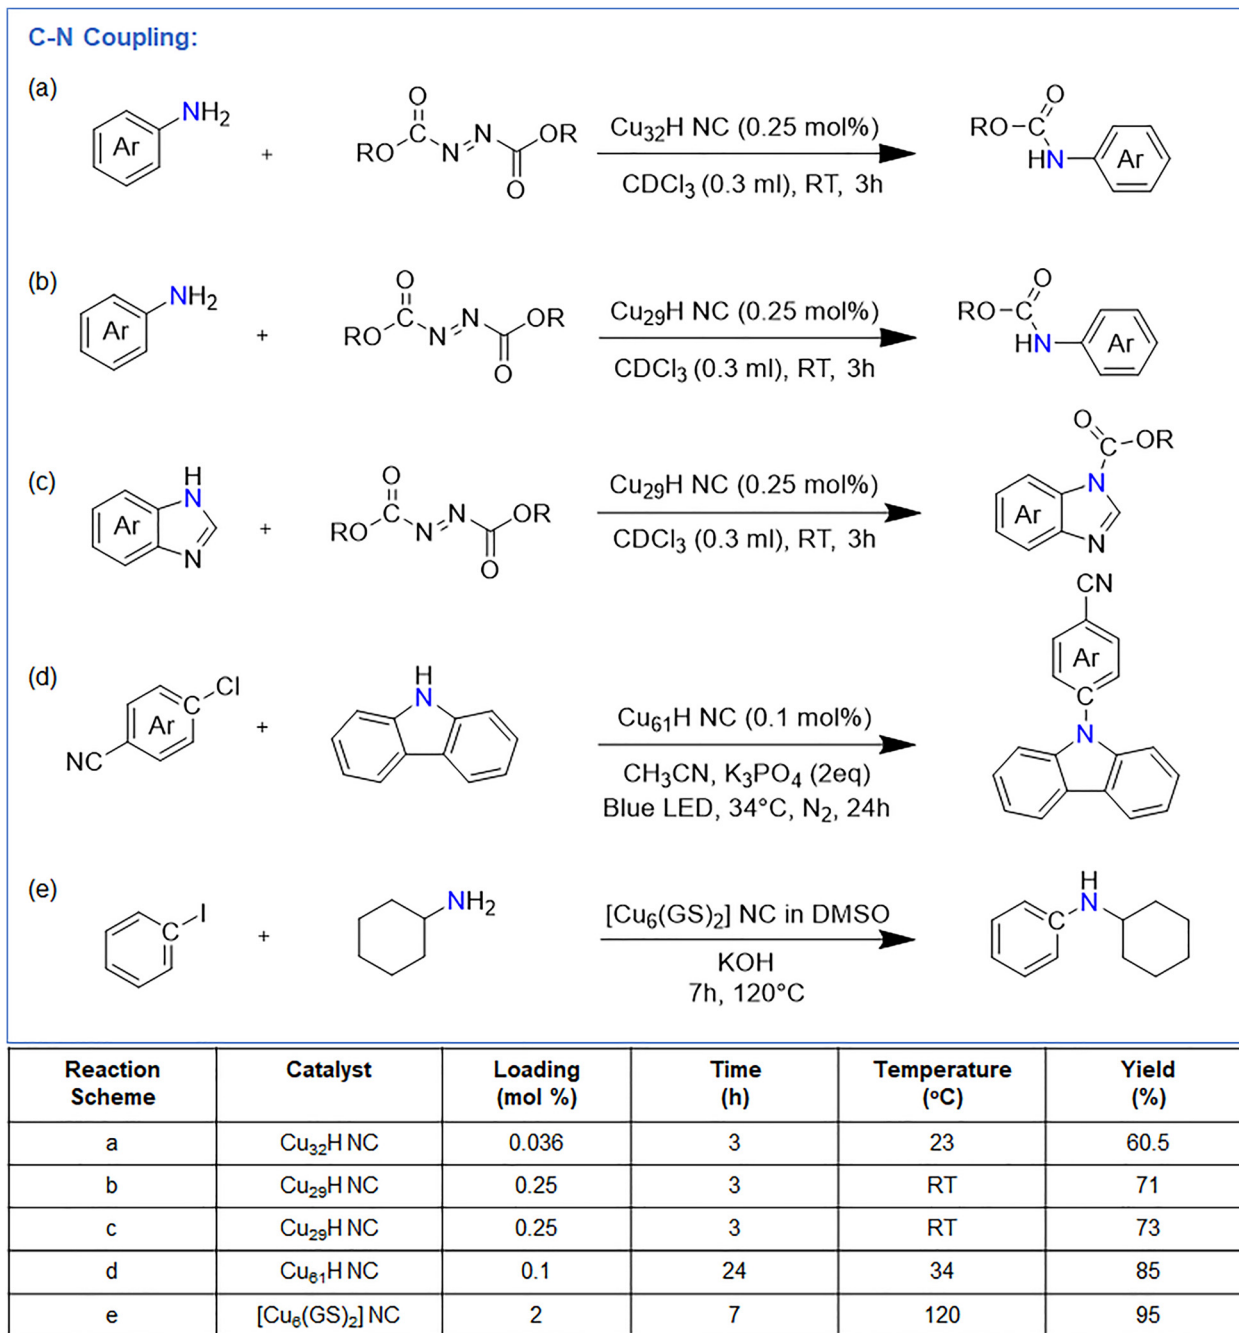 C-N Coupling:
(a)
NH2
Ar
+
O
RO C N=N C OR
O
Cu32H NC (0.25 mol%)
CDCl3 (0.3 ml), RT, 3h
O
RO C
HN Ar
(b)
NH2
Ar
+
O
RO C N=N C OR
O
Cu29H NC (0.25 mol%)
CDCl3 (0.3 ml), RT, 3h
O
RO C
HN Ar
(c)
H
N
Ar
N
+
O
RO C N=N C OR
O
Cu29H NC (0.25 mol%)
CDCl3 (0.3 ml), RT, 3h
O
C OR
N
Ar
N
(d)
Cl
C
Ar
NC
+
H
N
Cu61H NC (0.1 mol%)
CH3CN, K3PO4 (2eq)
Blue LED, 34°C, N2, 24h
CN
Ar
C
N
(e)
I
C
+
NH2
[Cu6(GS)2] NC in DMSO
KOH
7h, 120°C
H
N
C
Reaction Scheme Catalyst Loading (mol %) Time (h) Temperature (oC) Yield (%)
a Cu32H NC 0.036 3 23 60.5
b Cu29H NC 0.25 3 RT 71
c Cu29H NC 0.25 3 RT 73
d Cu61H NC 0.1 24 34 85
e [Cu6(GS)2] NC 2 7 120 95